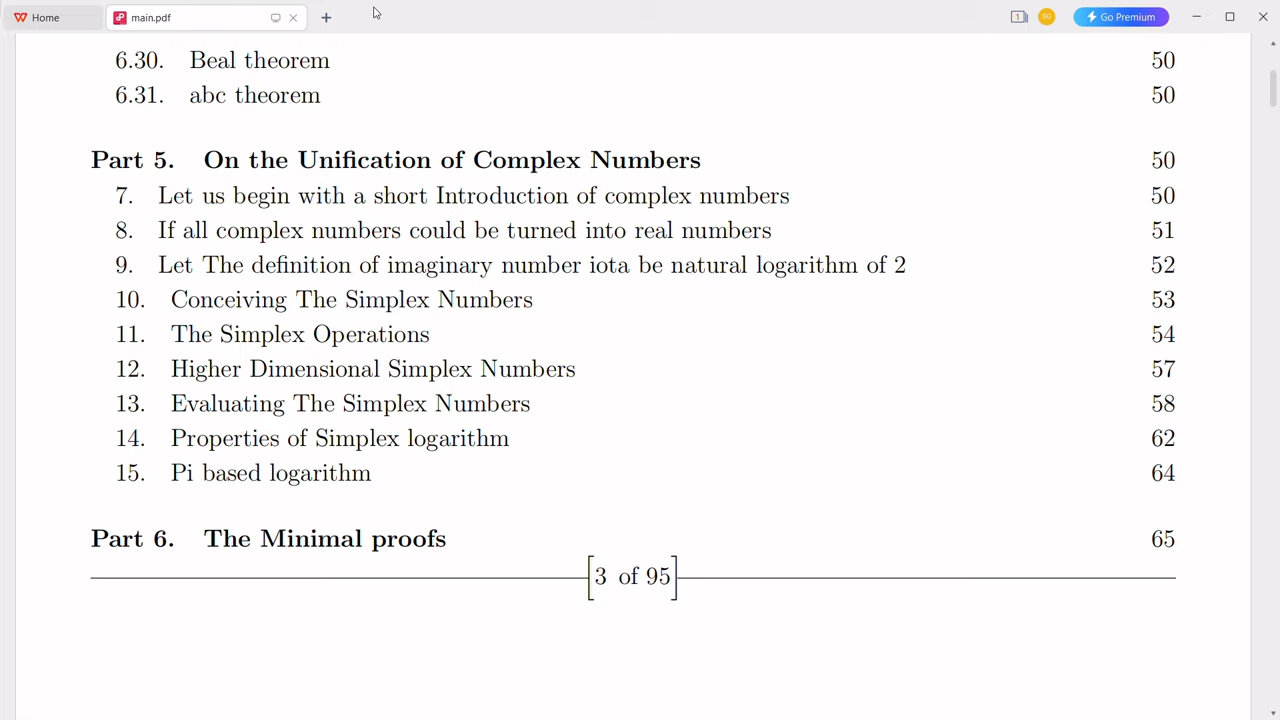 Home main.pdf 1 SG Go Premium
6.30. Beal theorem 50
6.31. abc theorem 50
Part 5. On the Unification of Complex Numbers 50
7. Let us begin with a short Introduction of complex numbers 50
8. If all complex numbers could be turned into real numbers 51
9. Let The definition of imaginary number iota be natural logarithm of 2 52
10. Conceiving The Simplex Numbers 53
11. The Simplex Operations 54
12. Higher Dimensional Simplex Numbers 57
13. Evaluating The Simplex Numbers 58
14. Properties of Simplex logarithm 62
15. Pi based logarithm 64
Part 6. The Minimal proofs 65
[3 of 95]